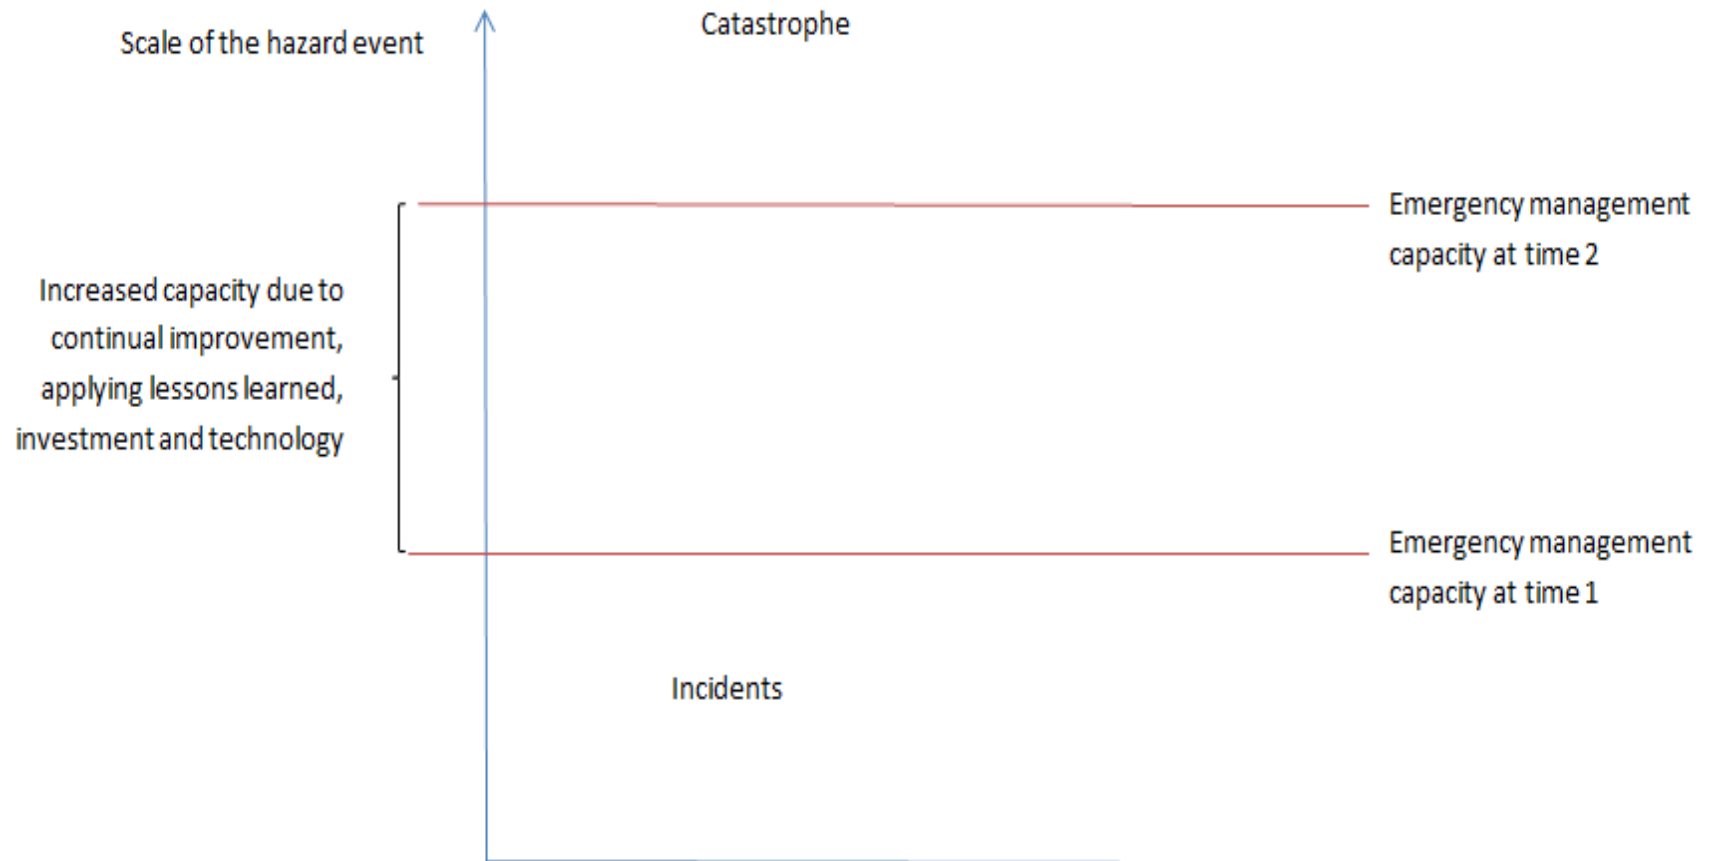 Scale of the hazard event
Catastrophe
Emergency management
capacity at time 2
Increased capacity due to
continual improvement,
applying lessons learned,
investment and technology
Emergency management
capacity at time 1
Incidents